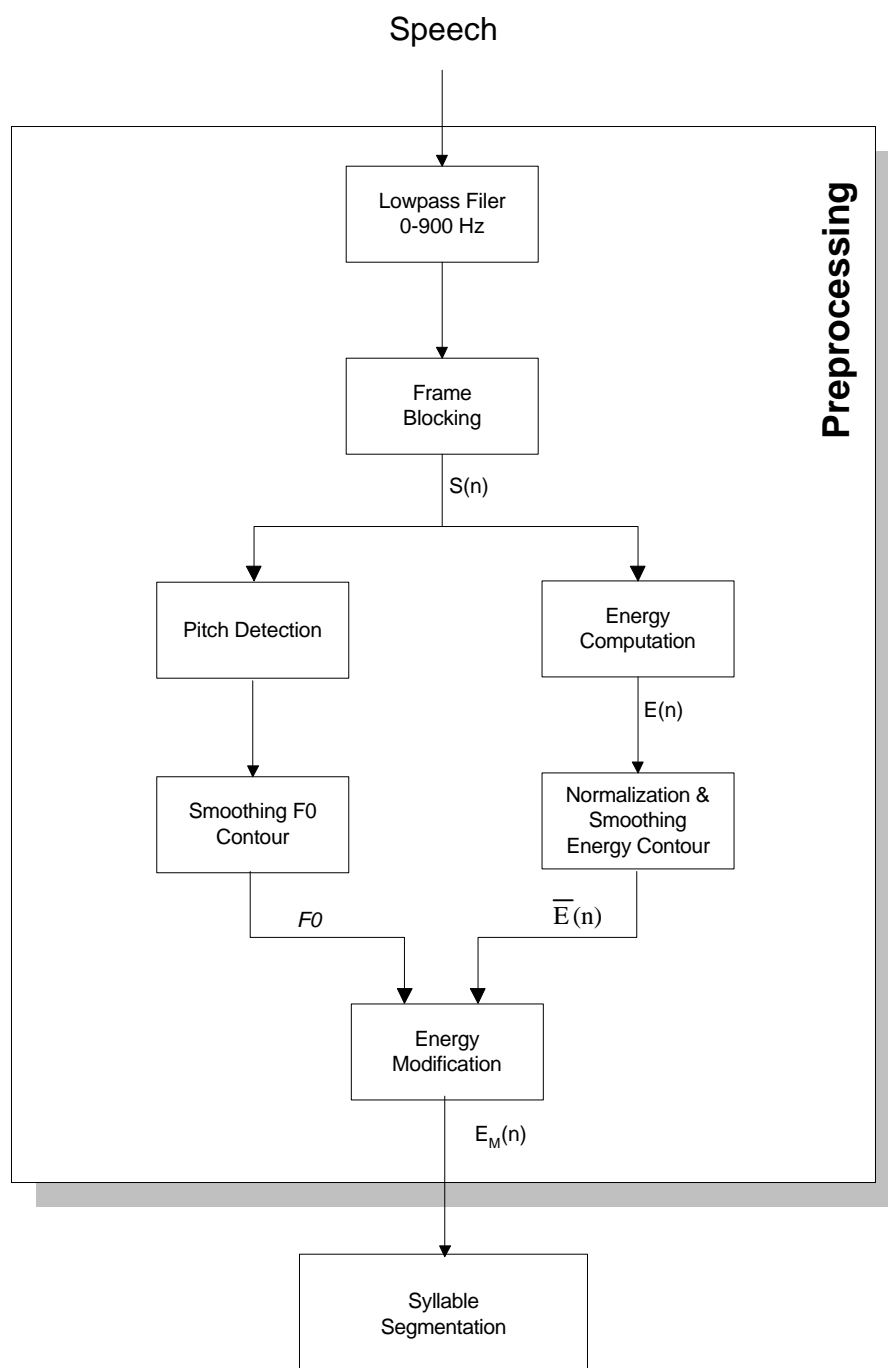 Speech
Preprocessing
Lowpass Filer
0-900 Hz
Frame
Blocking
S(n)
Pitch Detection
Energy
Computation
E(n)
Smoothing F0
Contour
Normalization &
Smoothing
Energy Contour
F0
E̅(n)
Energy
Modification
E_M(n)
Syllable
Segmentation